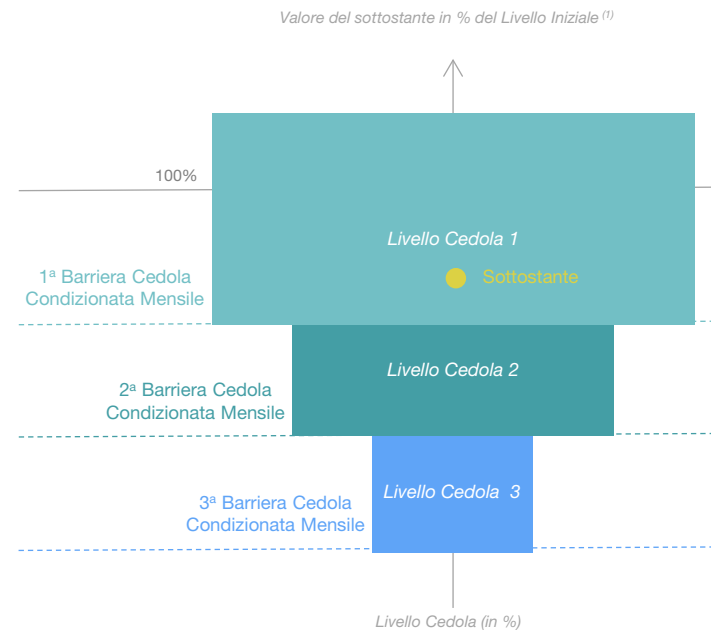 Valore del sottostante in % del Livello Iniziale (1)
100%
Livello Cedola 1
Sottostante
1ª Barriera Cedola
Condizionata Mensile
Livello Cedola 2
2ª Barriera Cedola
Condizionata Mensile
Livello Cedola 3
3ª Barriera Cedola
Condizionata Mensile
Livello Cedola (in %)